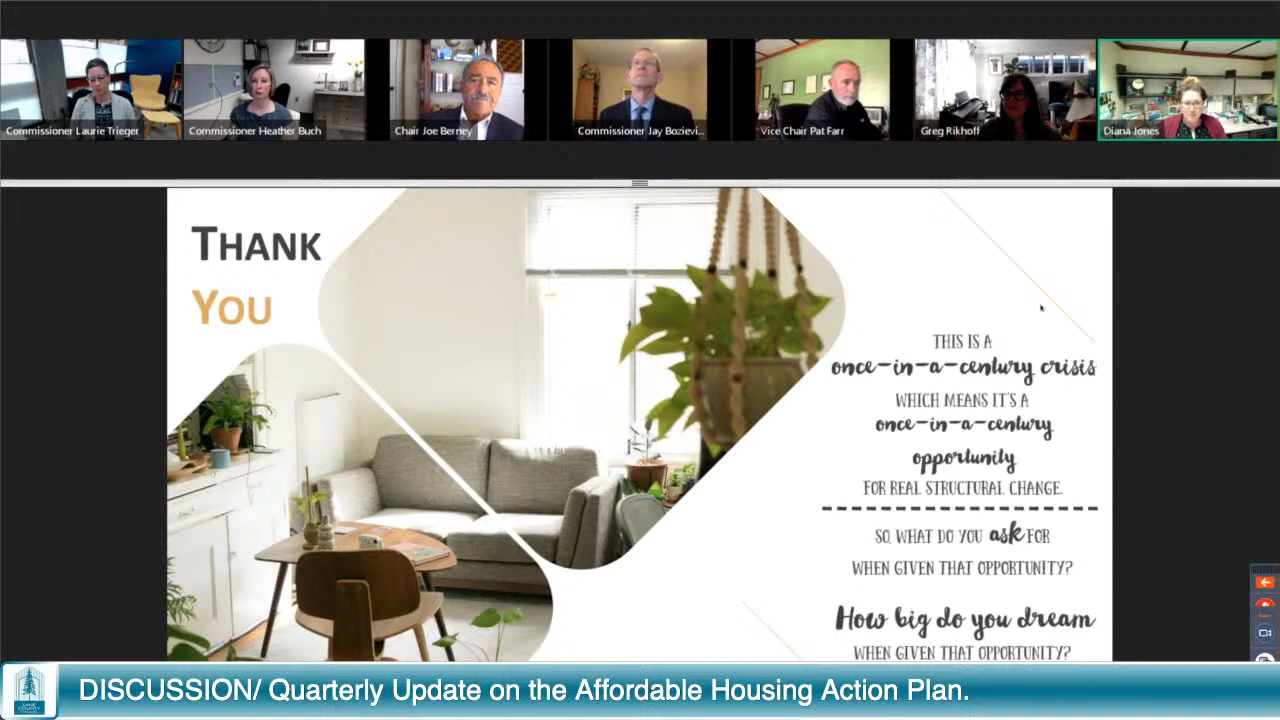 Commissioner Laurie Trieger
Commissioner Heather Buch
Chair Joe Berney
Commissioner Jay Bozievi...
Vice Chair Pat Farr
Greg Rikhoff
Diana Jones
THANK
YOU
THIS IS A
once-in-a-century crisis
WHICH MEANS IT'S A
once-in-a-century
opportunity
FOR REAL STRUCTURAL CHANGE.
SO, WHAT DO YOU ask FOR
WHEN GIVEN THAT OPPORTUNITY?
How big do you dream
WHEN GIVEN THAT OPPORTUNITY?
LANE
COUNTY
DISCUSSION/ Quarterly Update on the Affordable Housing Action Plan.